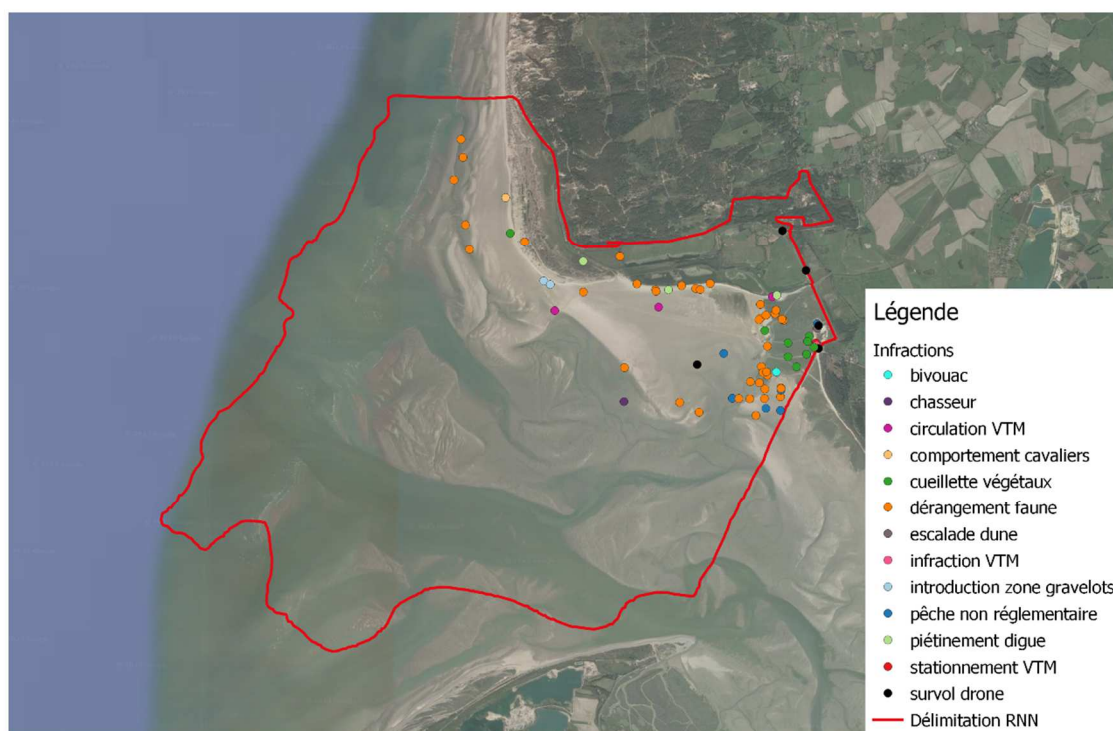 Légende
Infractions
bivouac
chasseur
circulation VTM
comportement cavaliers
cueillette végétaux
dérangement faune
escalade dune
infraction VTM
introduction zone gravelots
pêche non réglementaire
piétinement digue
stationnement VTM
survol drone
Délimitation RNN